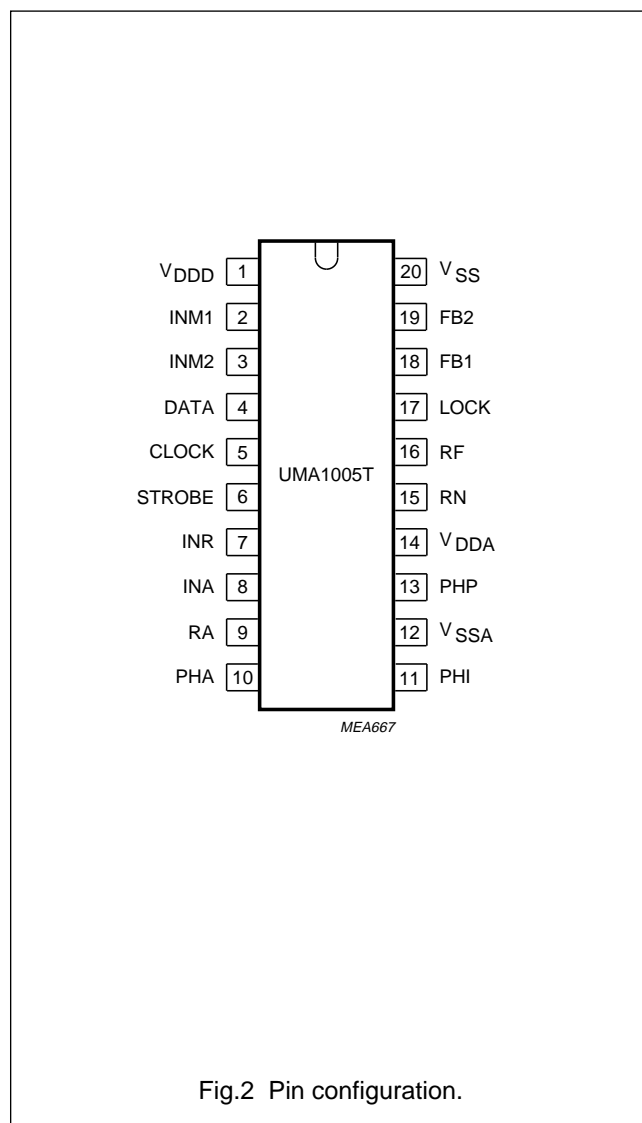 VDDD 1 20 VSS
INM1 2 19 FB2
INM2 3 18 FB1
DATA 4 17 LOCK
CLOCK 5 16 RF
UMA1005T
STROBE 6 15 RN
INR 7 14 VDDA
INA 8 13 PHP
RA 9 12 VSSA
PHA 10 11 PHI
MEA667
Fig.2 Pin configuration.